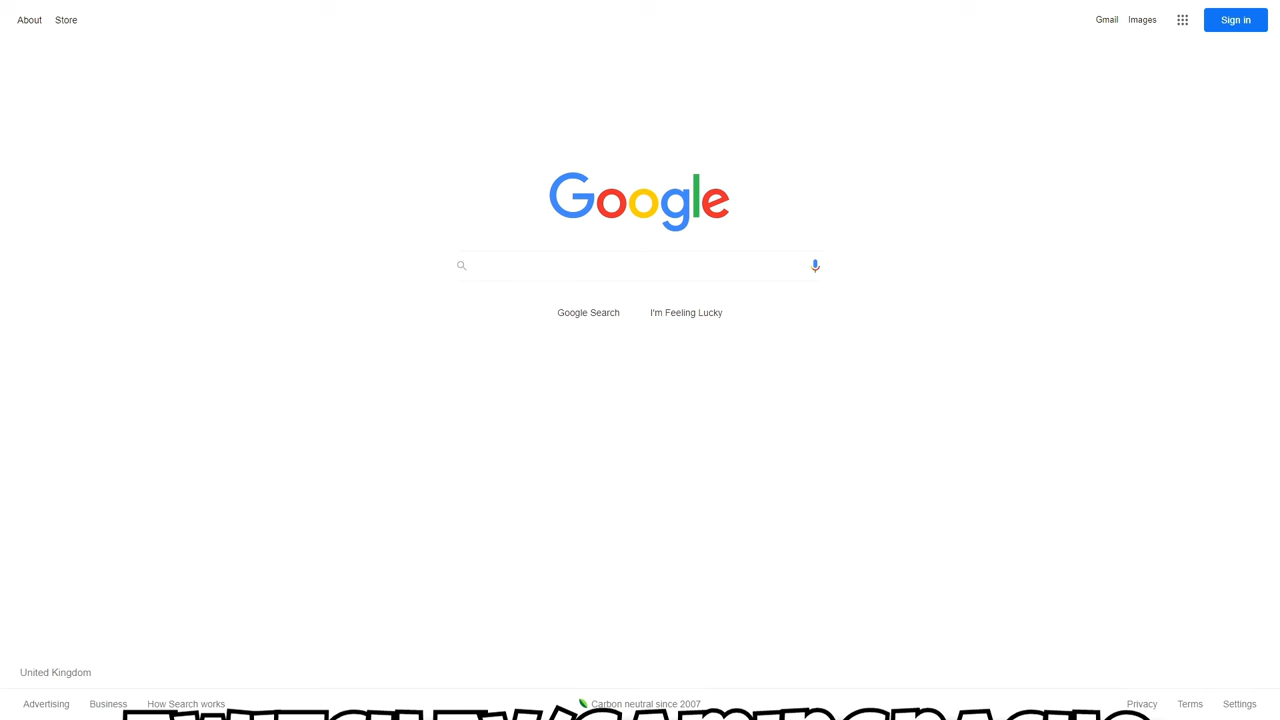 About Store
Gmail Images Sign in
Google
Google Search I'm Feeling Lucky
United Kingdom
Advertising Business How Search works
Carbon neutral since 2007
Privacy Terms Settings